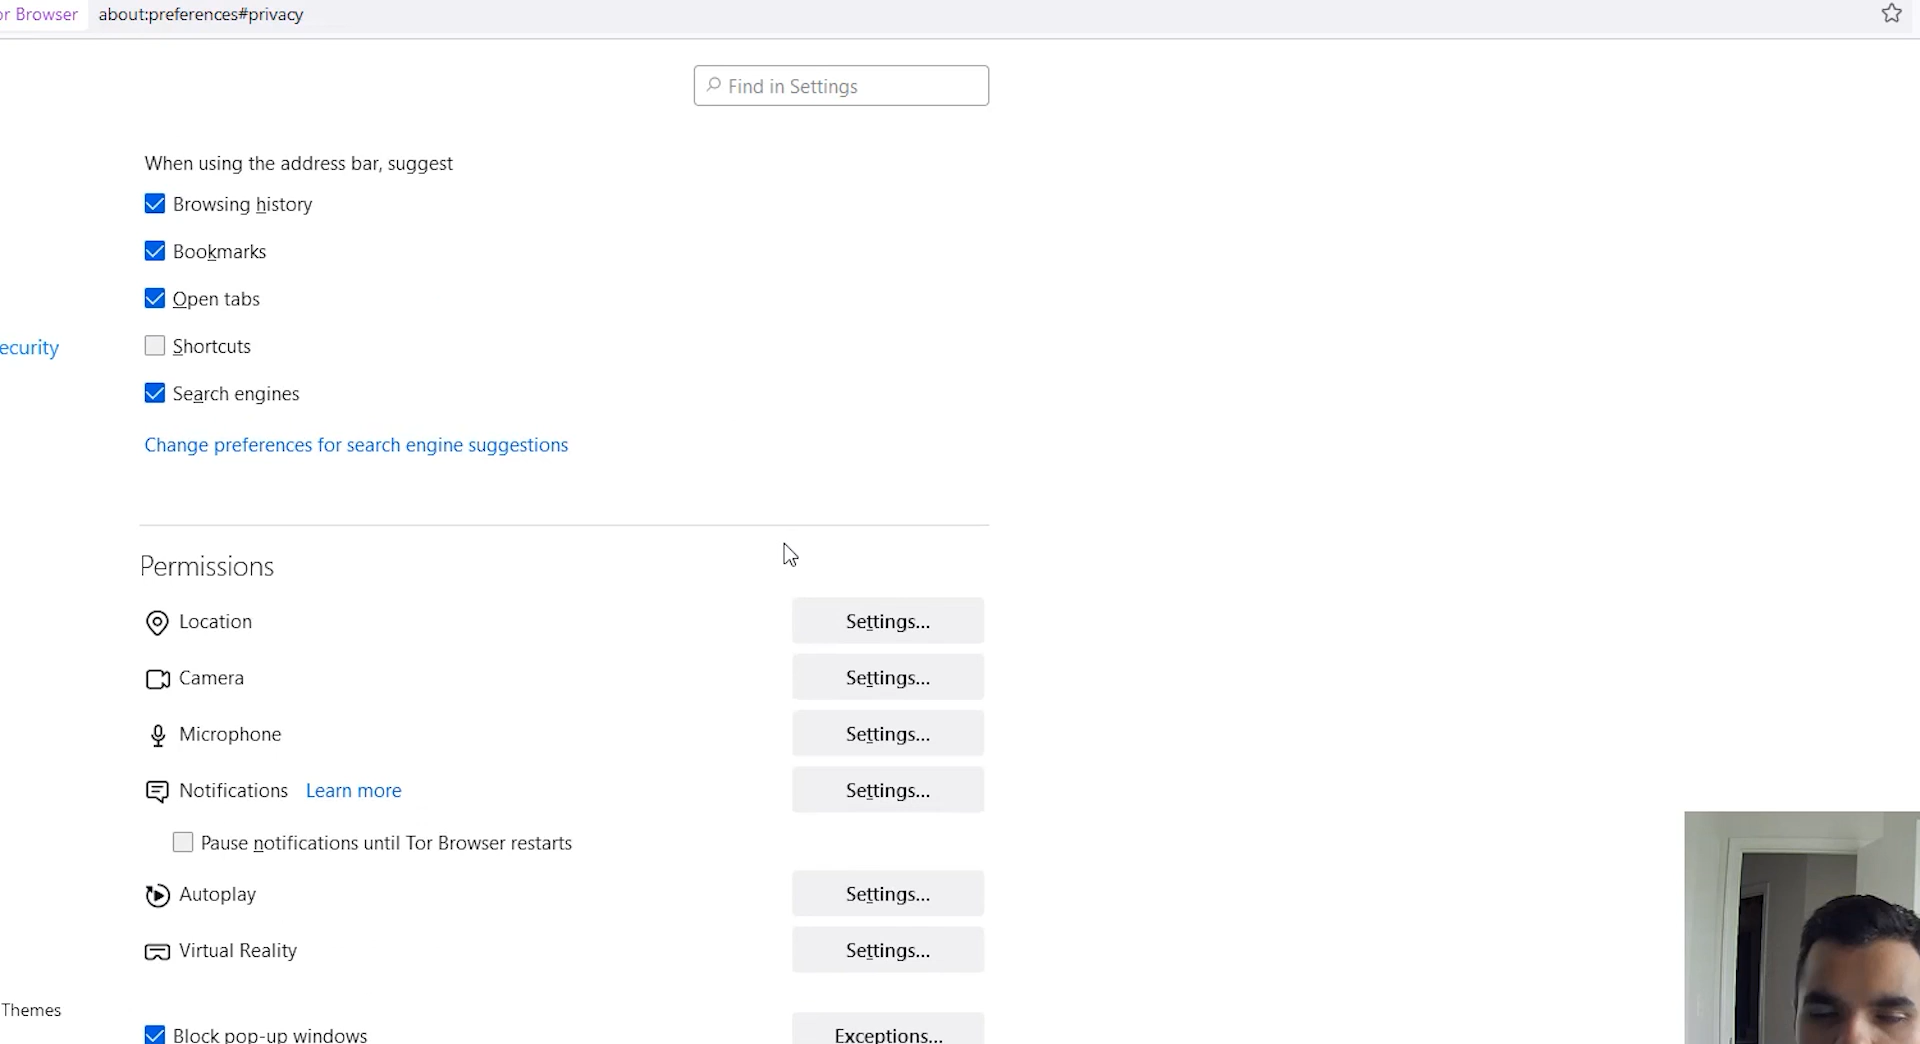 or Browser about:preferences#privacy
Find in Settings
When using the address bar, suggest
Browsing history
Bookmarks
Open tabs
ecurity
Shortcuts
Search engines
Change preferences for search engine suggestions
Permissions
Location Settings...
Camera Settings...
Microphone Settings...
Notifications Learn more Settings...
Pause notifications until Tor Browser restarts
Autoplay Settings...
Virtual Reality Settings...
Themes
Block pop-up windows Exceptions...